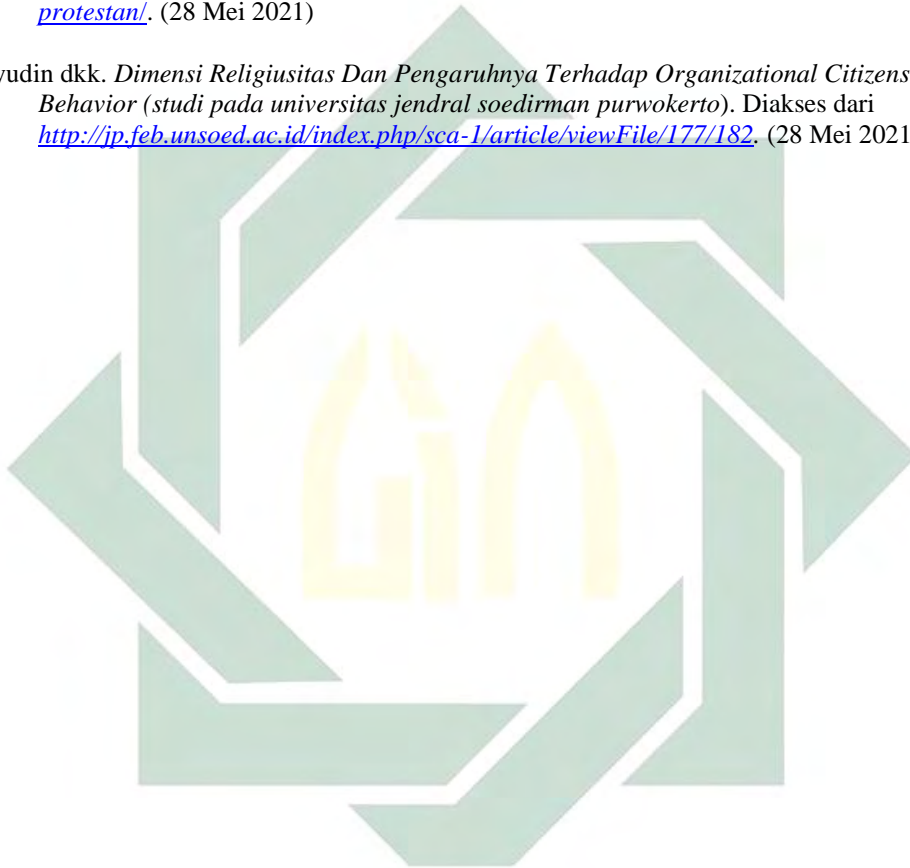 protestan/. (28 Mei 2021)
yudin dkk. Dimensi Religiusitas Dan Pengaruhnya Terhadap Organizational Citizens
Behavior (studi pada universitas jendral soedirman purwokerto). Diakses dari
http://jp.feb.unsoed.ac.id/index.php/sca-1/article/viewFile/177/182. (28 Mei 2021